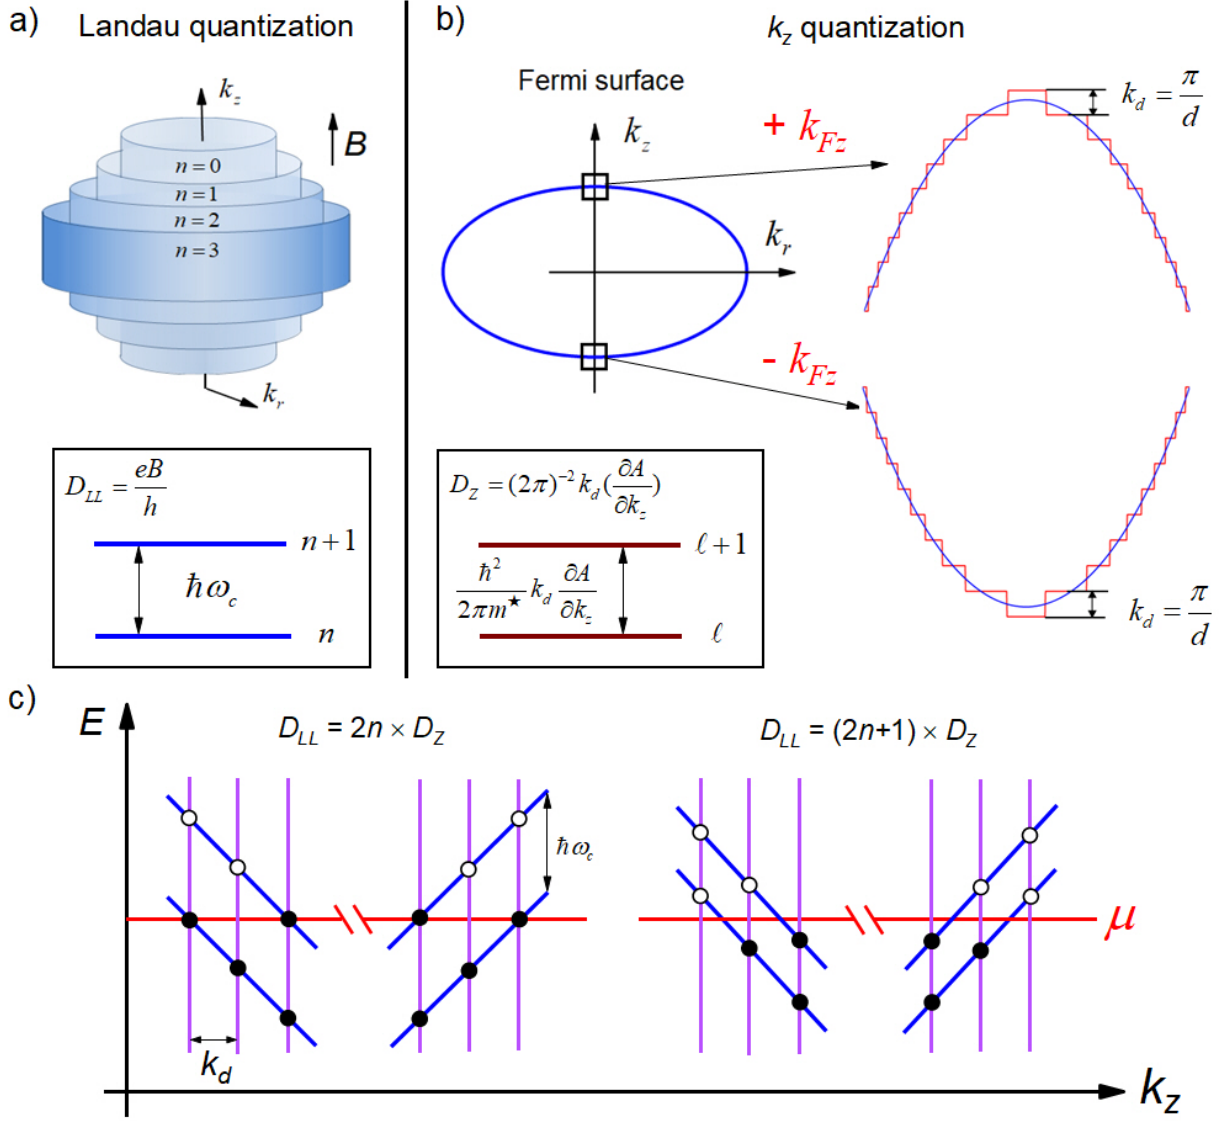 a)
Landau quantization
k_z
B
n = 0
n = 1
n = 2
n = 3
k_r
D_LL = eB/h
n + 1
ħω_c
n
b)
k_z quantization
Fermi surface
k_z
+ k_Fz
k_d = π/d
k_r
- k_Fz
D_Z = (2π)^−2 k_d(∂A/∂k_z)
ℓ + 1
ħ²/2πm★ k_d ∂A/∂k_z
ℓ
k_d = π/d
c)
E
D_LL = 2n × D_Z
D_LL = (2n+1) × D_Z
ħω_c
μ
k_d
k_z